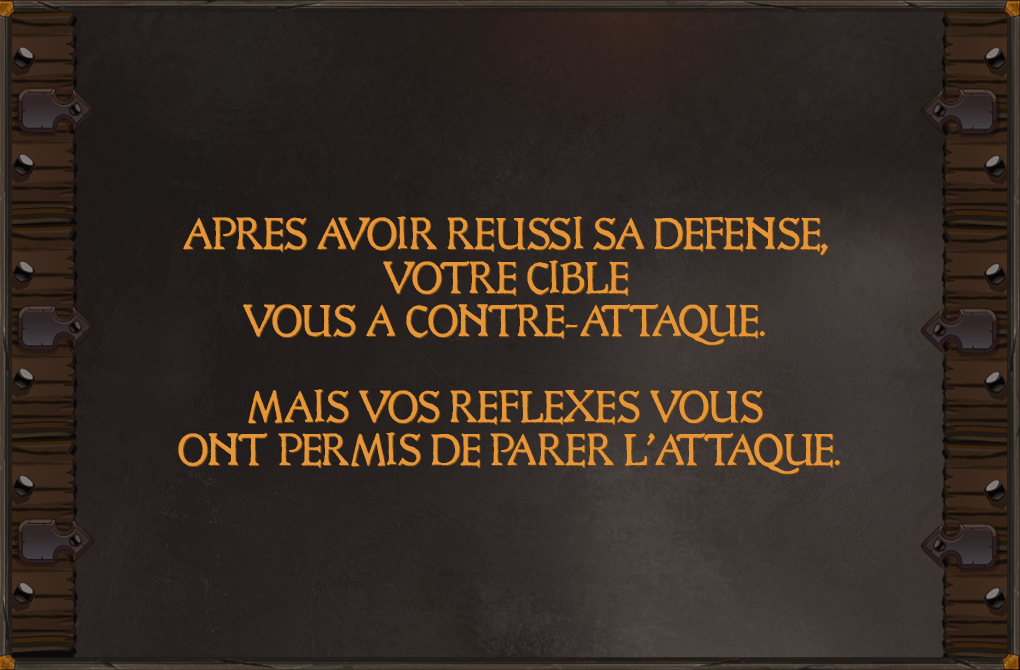 APRES AVOIR REUSSI SA DEFENSE,
VOTRE CIBLE
VOUS A CONTRE-ATTAQUE.
MAIS VOS REFLEXES VOUS
ONT PERMIS DE PARER L'ATTAQUE.